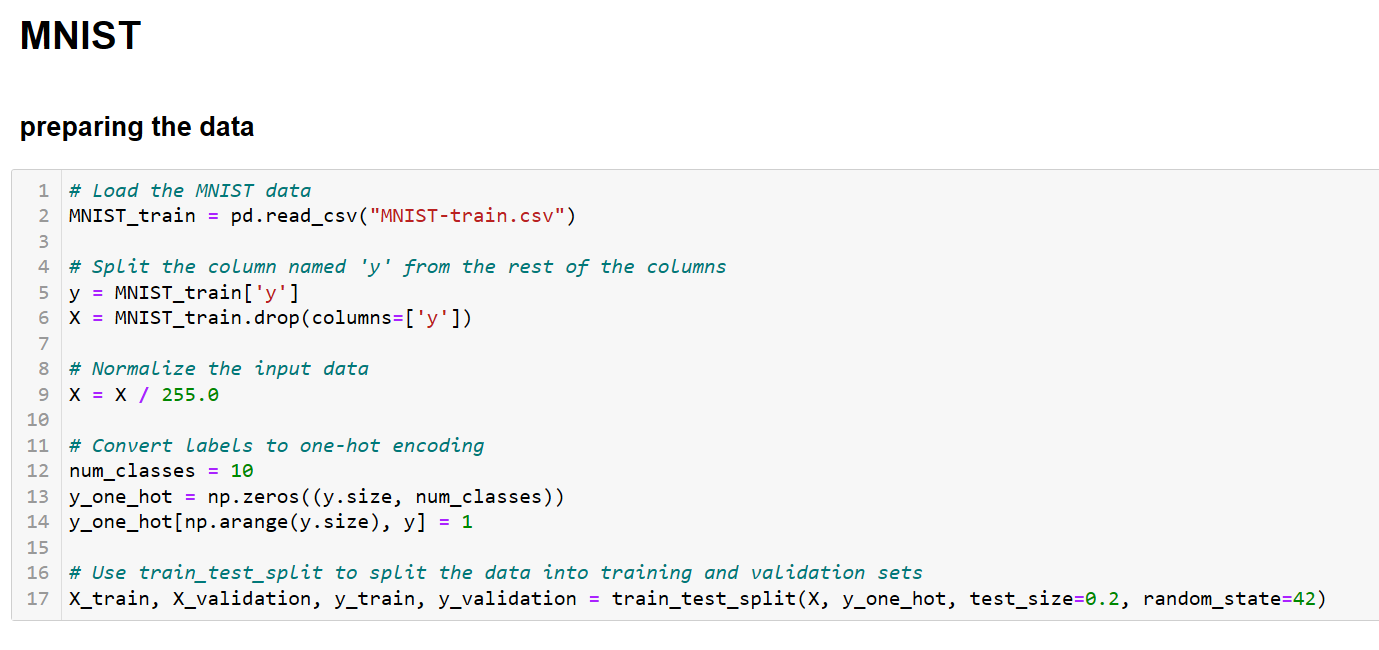 MNIST
preparing the data
1 # Load the MNIST data
2 MNIST_train = pd.read_csv("MNIST-train.csv")
3
4 # Split the column named 'y' from the rest of the columns
5 y = MNIST_train['y']
6 X = MNIST_train.drop(columns=['y'])
7
8 # Normalize the input data
9 X = X / 255.0
10
11 # Convert labels to one-hot encoding
12 num_classes = 10
13 y_one_hot = np.zeros((y.size, num_classes))
14 y_one_hot[np.arange(y.size), y] = 1
15
16 # Use train_test_split to split the data into training and validation sets
17 X_train, X_validation, y_train, y_validation = train_test_split(X, y_one_hot, test_size=0.2, random_state=42)